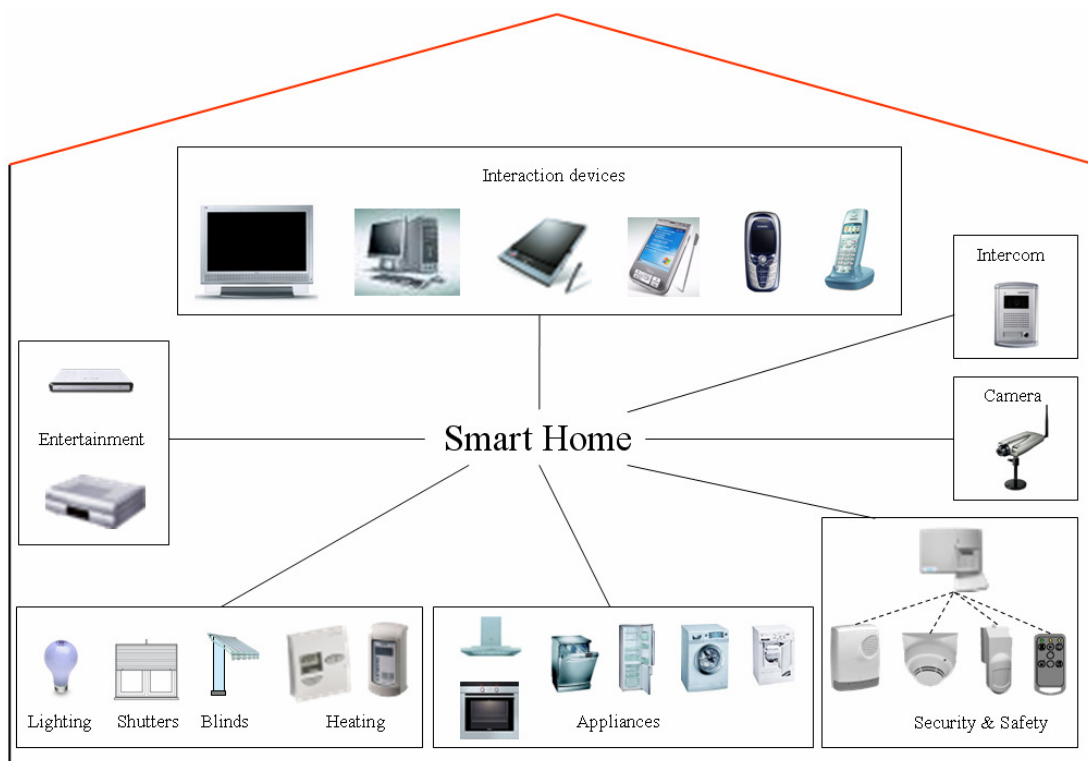 Interaction devices
Intercom
Camera
Entertainment
Smart Home
Lighting
Shutters
Blinds
Heating
Appliances
Security & Safety